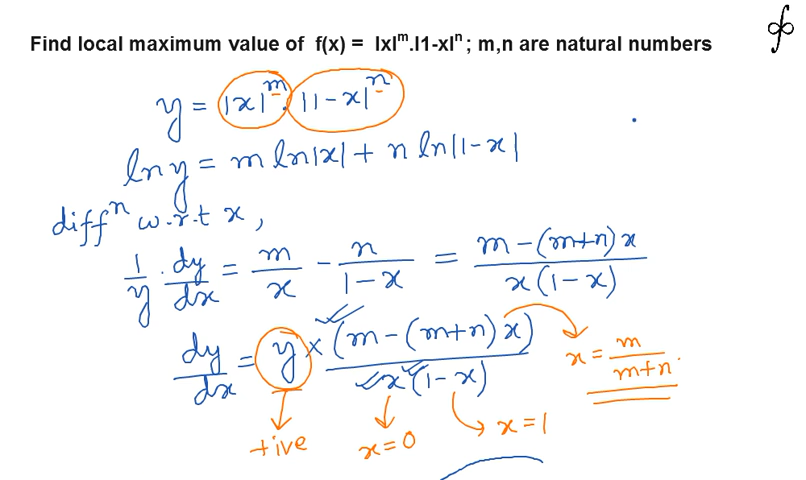 Find local maximum value of f(x) = |x|ᵐ.|1-x|ⁿ ; m,n are natural numbers
y = |x|ᵐ . |1-x|ⁿ
ln y = m ln|x| + n ln|1-x|
diffⁿ w.r.t x,
1/y . dy/dx = m/x - n/(1-x) = (m-(m+n)x)/(x(1-x))
dy/dx = y × (m-(m+n)x)/(x(1-x)) x = m/(m+n).
+ive x=0 x=1